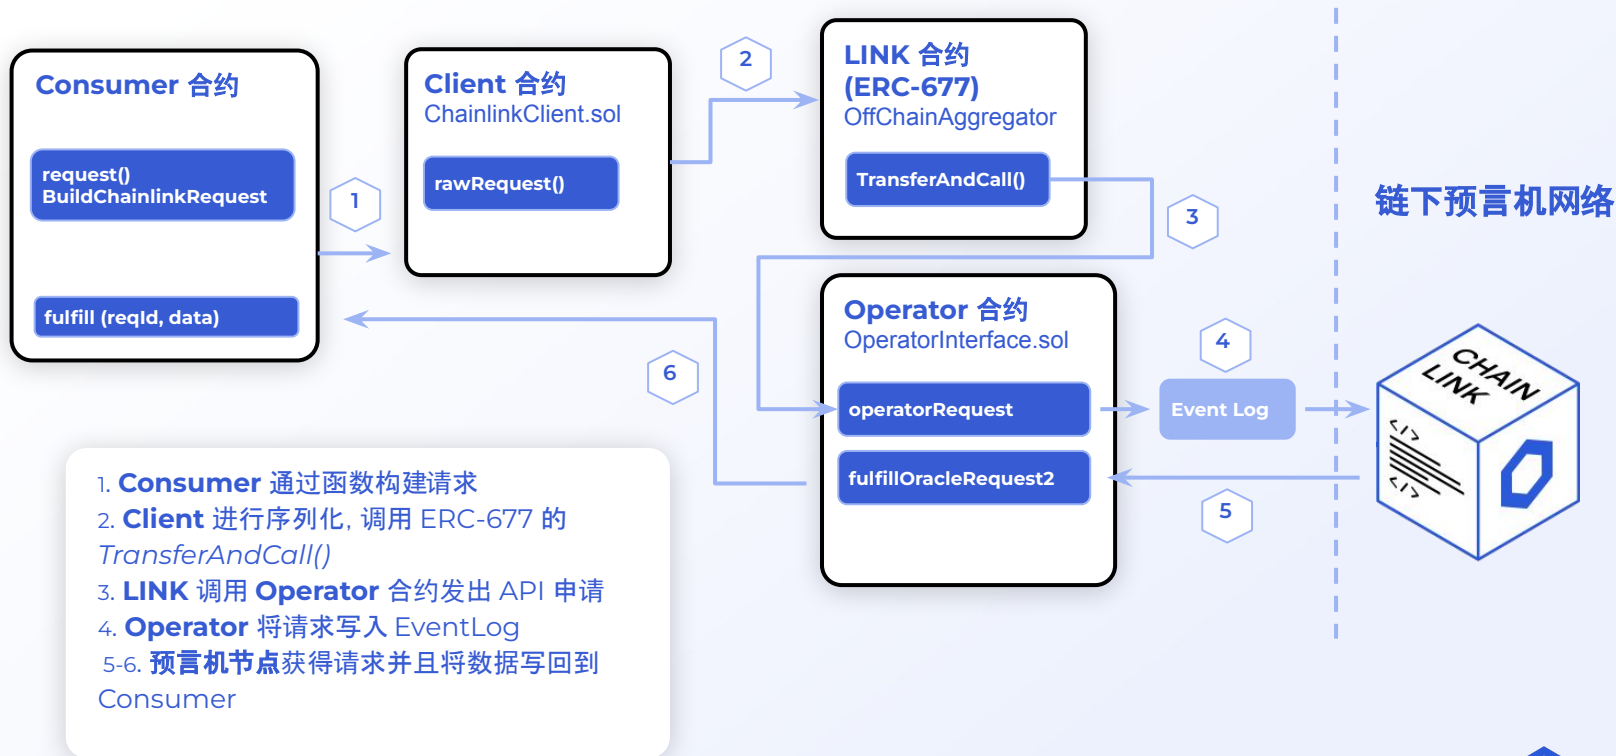 Consumer 合约
request()
BuildChainlinkRequest
fulfill (reqId, data)
1
Client 合约
ChainlinkClient.sol
rawRequest()
2
LINK 合约
(ERC-677)
OffChainAggregator
TransferAndCall()
3
链下预言机网络
Operator 合约
OperatorInterface.sol
operatorRequest
fulfillOracleRequest2
4
Event Log
5
6
CHAIN
LINK
</>
</>
1. Consumer 通过函数构建请求
2. Client 进行序列化, 调用 ERC-677 的
TransferAndCall()
3. LINK 调用 Operator 合约发出 API 申请
4. Operator 将请求写入 EventLog
5-6. 预言机节点获得请求并且将数据写回到
Consumer